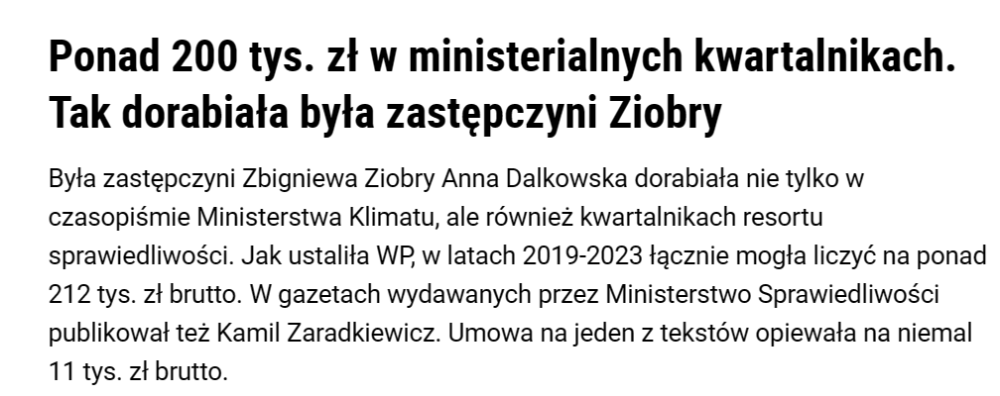 Ponad 200 tys. zł w ministerialnych kwartalnikach.
Tak dorabiała była zastępczyni Ziobry
Była zastępczyni Zbigniewa Ziobry Anna Dalkowska dorabiała nie tylko w
czasopiśmie Ministerstwa Klimatu, ale również kwartalnikach resortu
sprawiedliwości. Jak ustaliła WP, w latach 2019-2023 łącznie mogła liczyć na ponad
212 tys. zł brutto. W gazetach wydawanych przez Ministerstwo Sprawiedliwości
publikował też Kamil Zaradkiewicz. Umowa na jeden z tekstów opiewała na niemal
11 tys. zł brutto.